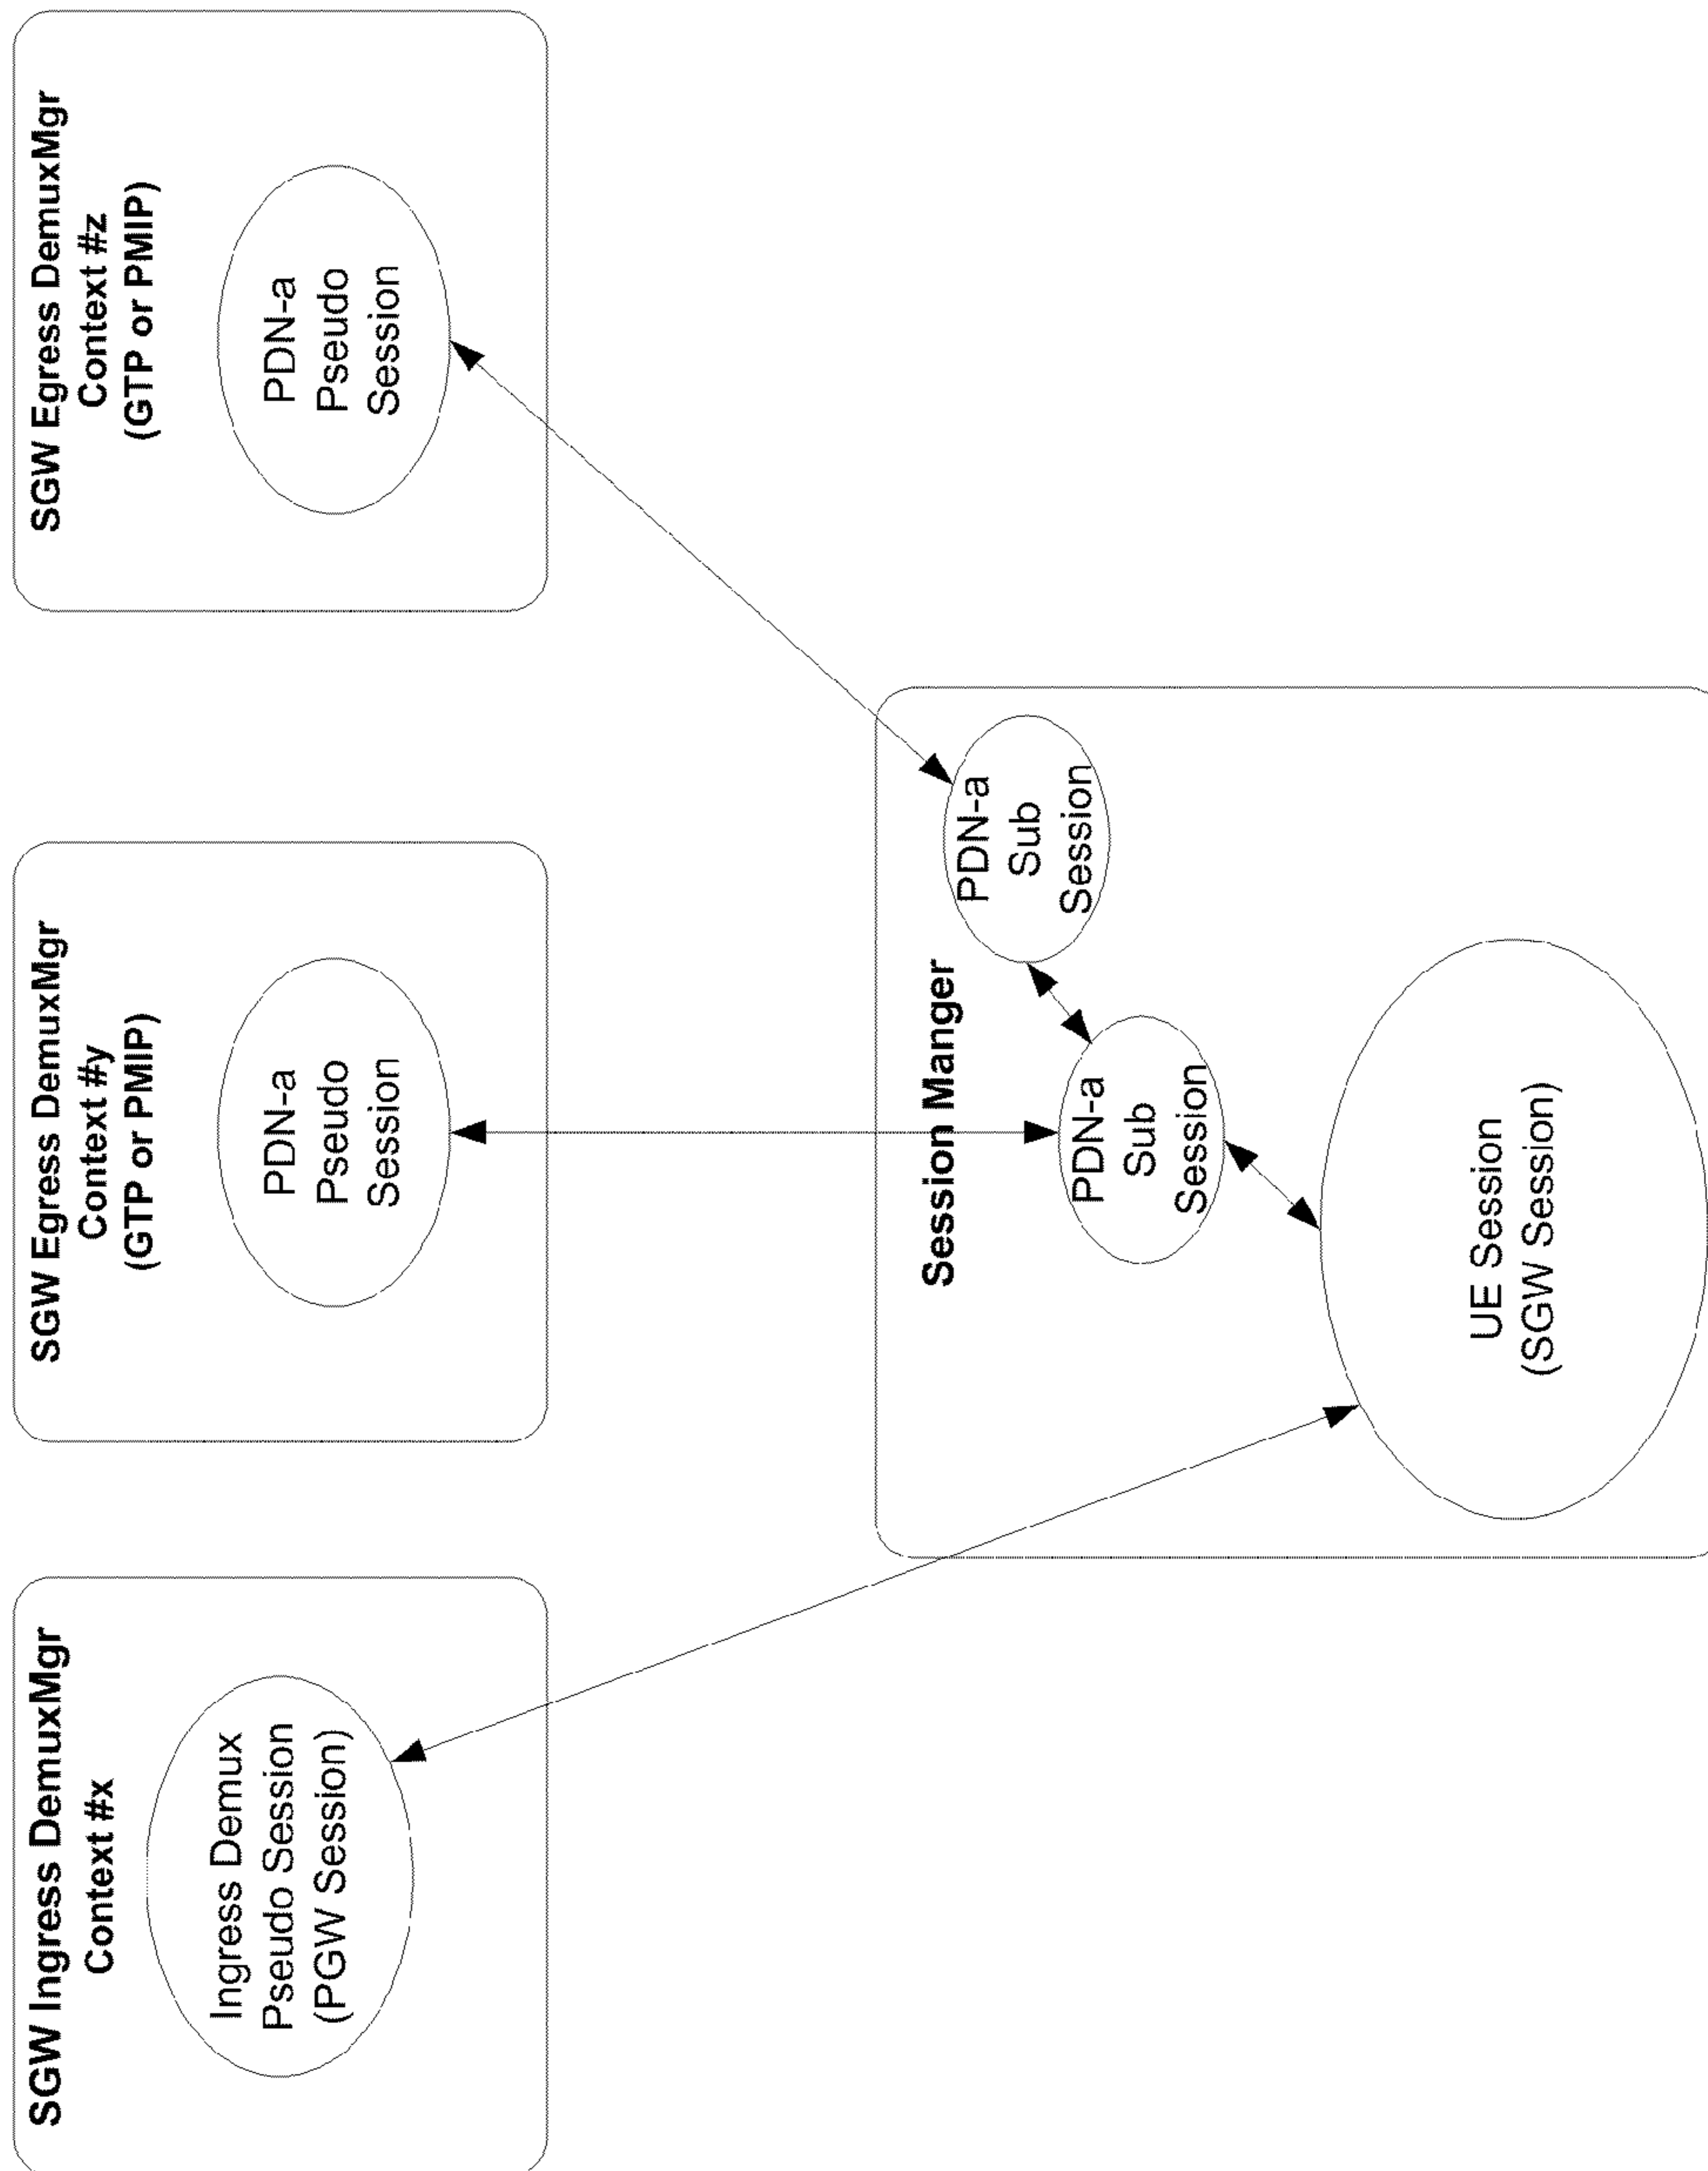 SGW Ingress DemuxMgr
Context #x
Ingress Demux
Pseudo Session
(PGW Session)
SGW Egress DemuxMgr
Context #y
(GTP or PMIP)
PDN-a
Pseudo
Session
SGW Egress DemuxMgr
Context #z
(GTP or PMIP)
PDN-a
Pseudo
Session
Session Manger
PDN-a
Sub
Session
PDN-a
Sub
Session
UE Session
(SGW Session)